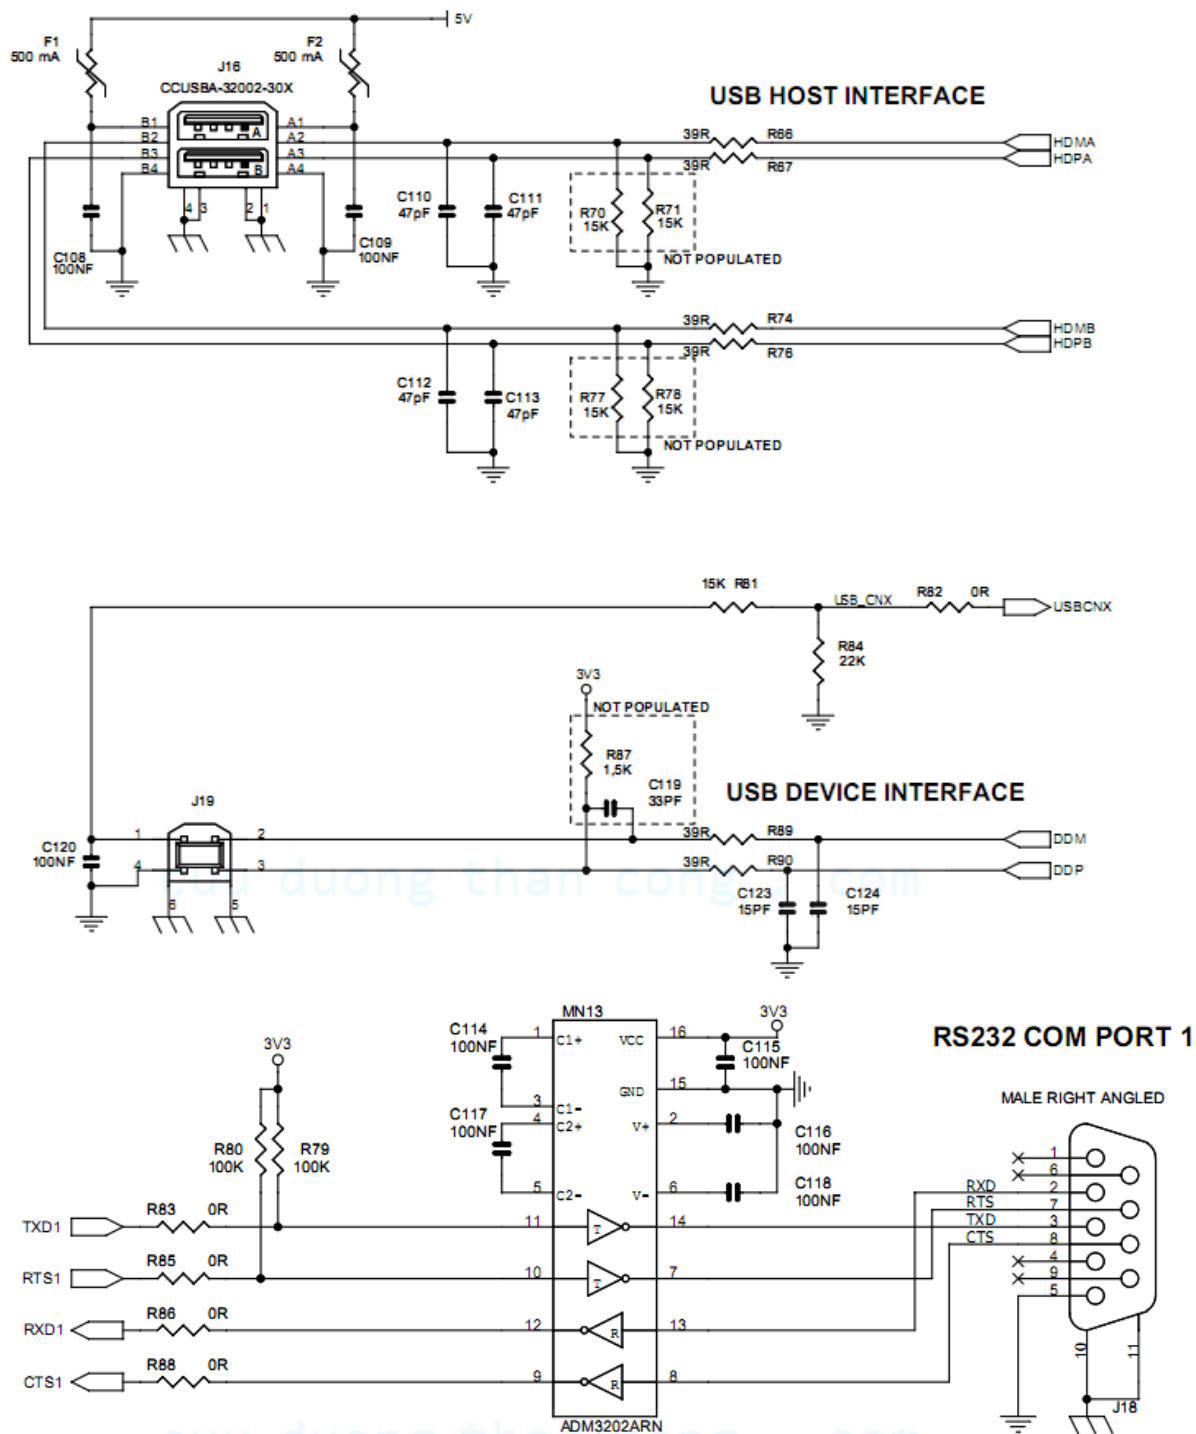 5V
F1
500 mA
F2
500 mA
J16
CCUSBA-32002-30X
USB HOST INTERFACE
B1 A1
B2 A A2
B3 A3
B4 B A4
4 3 2 1
39R R66 HDMA
39R R67 HDPA
C110
47pF
C111
47pF
R70
15K
R71
15K
NOT POPULATED
C108
100NF
C109
100NF
39R R74 HDMB
39R R76 HDPB
C112
47pF
C113
47pF
R77
15K
R78
15K
NOT POPULATED
15K R81 USB_CNX R82 0R USBCNX
R84
22K
3V3
NOT POPULATED
R87
1,5K
C119
33PF
USB DEVICE INTERFACE
J19
1 2
4 3
6 5
C120
100NF
39R R89 DDM
39R R90 DDP
C123
15PF
C124
15PF
cuu duong than cong . com
MN13
3V3
RS232 COM PORT 1
C114
100NF
1 C1+ VCC 16
C115
100NF
3V3
GND 15
3 C1-
4 C2+ V+ 2
C117
100NF
C116
100NF
MALE RIGHT ANGLED
R80
100K
R79
100K
5 C2- V- 6
C118
100NF
1
6
RXD 2
RTS 7
TXD 3
CTS 8
4
9
5
10 11
J18
TXD1 R83 0R 11 T 14
RTS1 R85 0R 10 T 7
RXD1 R86 0R 12 R 13
CTS1 R88 0R 9 R 8
ADM3202ARN